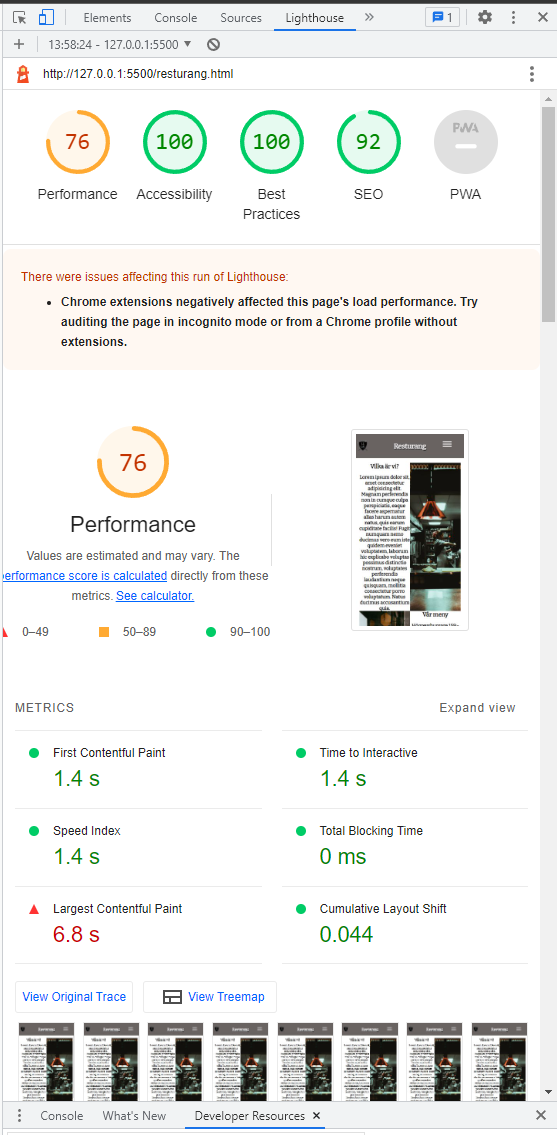 Elements Console Sources Lighthouse » 1
+ 13:58:24 - 127.0.0.1:5500
http://127.0.0.1:5500/resturang.html
76 100 100 92 PWA
Performance Accessibility Best Practices SEO PWA
There were issues affecting this run of Lighthouse:
• Chrome extensions negatively affected this page's load performance. Try
auditing the page in incognito mode or from a Chrome profile without
extensions.
76
Performance
Values are estimated and may vary. The
performance score is calculated directly from these
metrics. See calculator.
0–49 50–89 90–100
Resturang
Vilka är vi?
Lorem ipsum dolor sit
amet consectetur
adipisicing elit.
Magnam perferendis
non in cumque culpa
perspiciatis, eaque
facere aspernatur
alias harum autem
natus, quis earum
cupiditate facilis! Fugit
numquam nemo
ducimus vero eum iste
quidem eveniet
voluptatem, laborum
hic explicabo
possimus distinctio
nostrum, voluptates
perferendis
laudantium eaque
quisquam, mollitia
consectetur porro
voluptatum. Natus
ducimus accusantium
quia.
Vår meny
METRICS Expand view
First Contentful Paint
1.4 s
Time to Interactive
1.4 s
Speed Index
1.4 s
Total Blocking Time
0 ms
Largest Contentful Paint
6.8 s
Cumulative Layout Shift
0.044
View Original Trace View Treemap
Console What's New Developer Resources ×